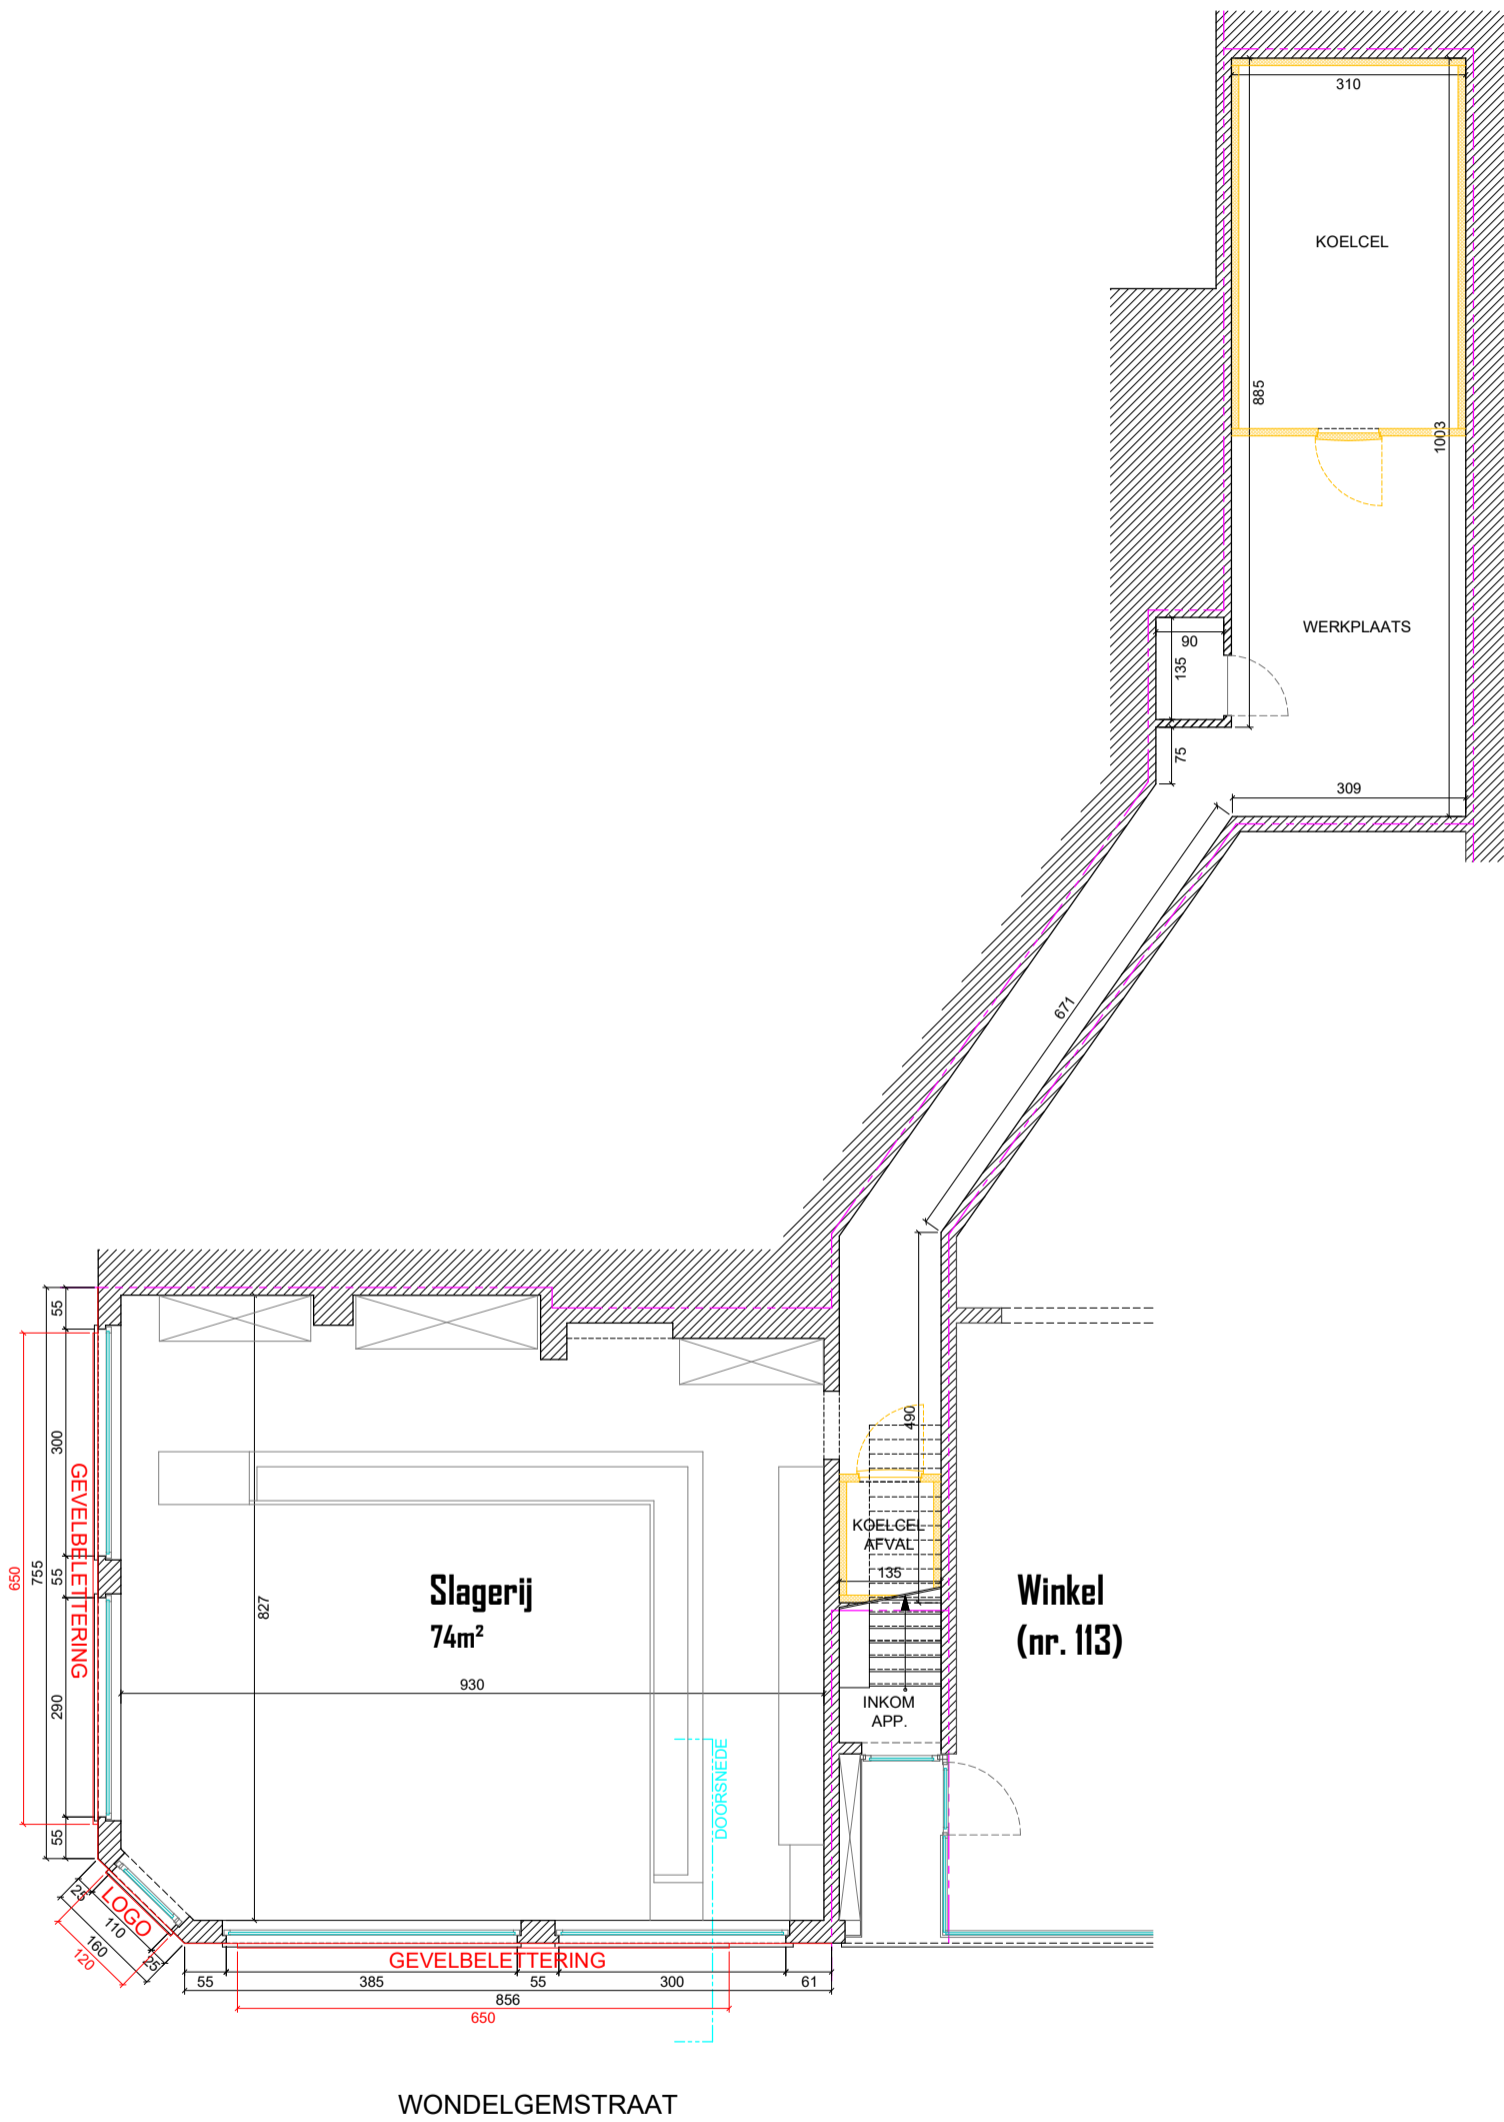 310
KOELCEL
885
1003
WERKPLAATS
90
135
75
309
671
55
300
55
290
55
755
650
GEVELBELETTERING
827
490
KOELCEL
AFVAL
135
Slagerij
74m²
Winkel
(nr. 113)
930
INKOM
APP.
DOORSNEDE
25
LOGO
110
160
120
25
GEVELBELETTERING
55
385
55
300
61
856
650
WONDELGEMSTRAAT